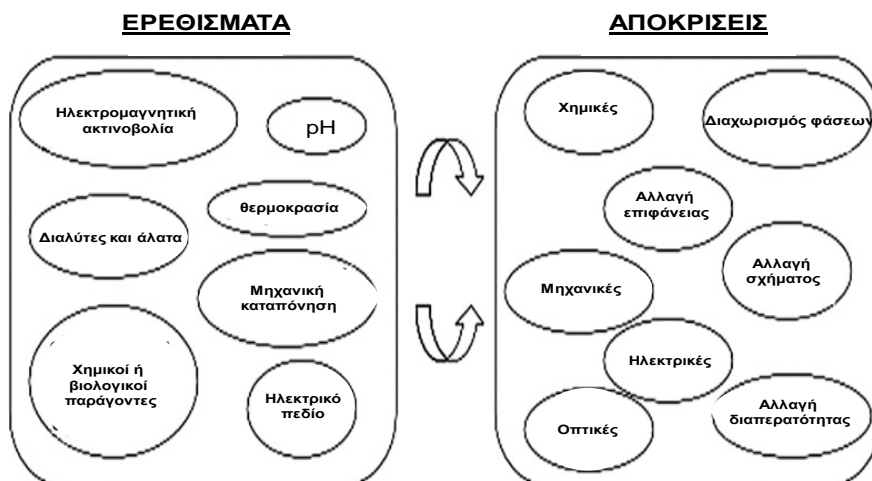 ΕΡΕΘΙΣΜΑΤΑ
Ηλεκτρομαγνητική
ακτινοβολία
pH
θερμοκρασία
Διαλύτες και άλατα
Μηχανική
καταπόνηση
Χημικοί ή
βιολογικοί
παράγοντες
Ηλεκτρικό
πεδίο
ΑΠΟΚΡΙΣΕΙΣ
Χημικές
Διαχωρισμός φάσεων
Αλλαγή
επιφάνειας
Αλλαγή
σχήματος
Μηχανικές
Ηλεκτρικές
Οπτικές
Αλλαγή
διαπερατότητας